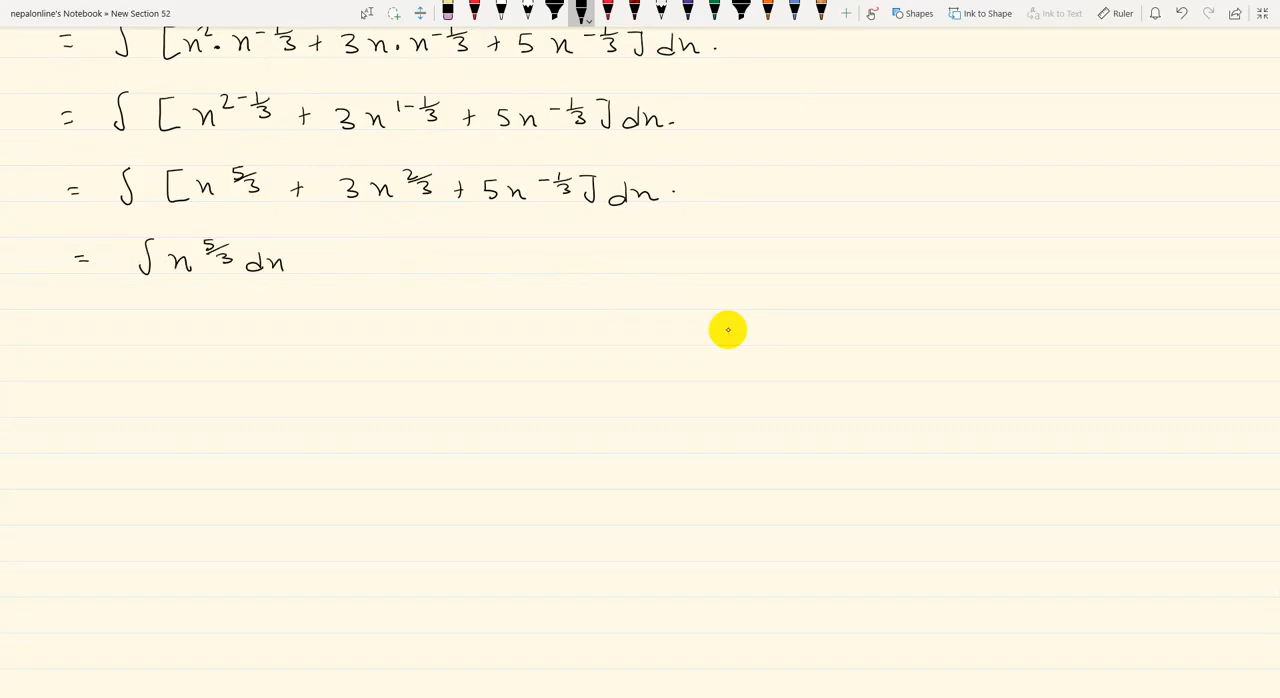 nepalonline's Notebook » New Section 52
Shapes Ink to Shape Ink to Text Ruler
= ∫ [x² · x^{-1/3} + 3x · x^{-1/3} + 5 x^{-1/3}] dx.
= ∫ [x^{2-1/3} + 3x^{1-1/3} + 5x^{-1/3}] dx.
= ∫ [x^{5/3} + 3x^{2/3} + 5x^{-1/3}] dx.
= ∫ x^{5/3} dx